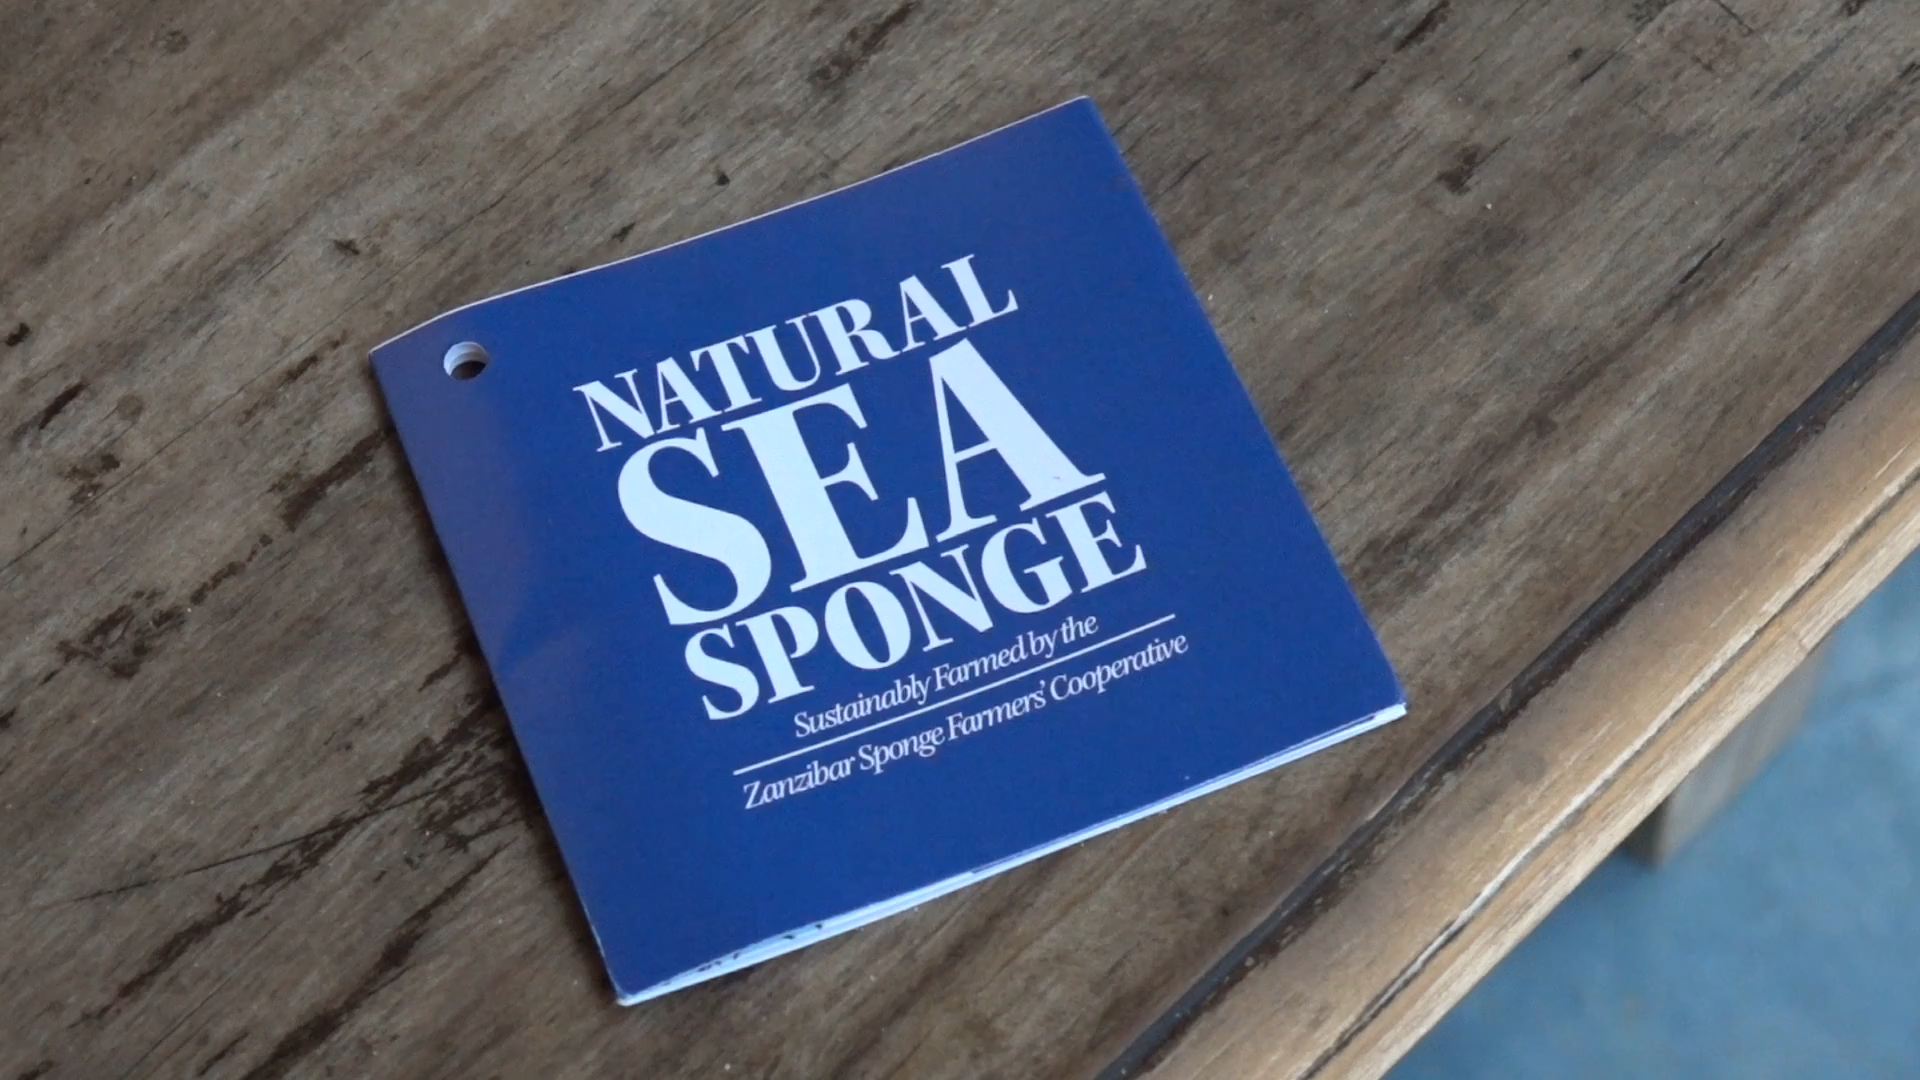 NATURAL
SEA
SPONGE
Sustainably Farmed by the
Zanzibar Sponge Farmers' Cooperative